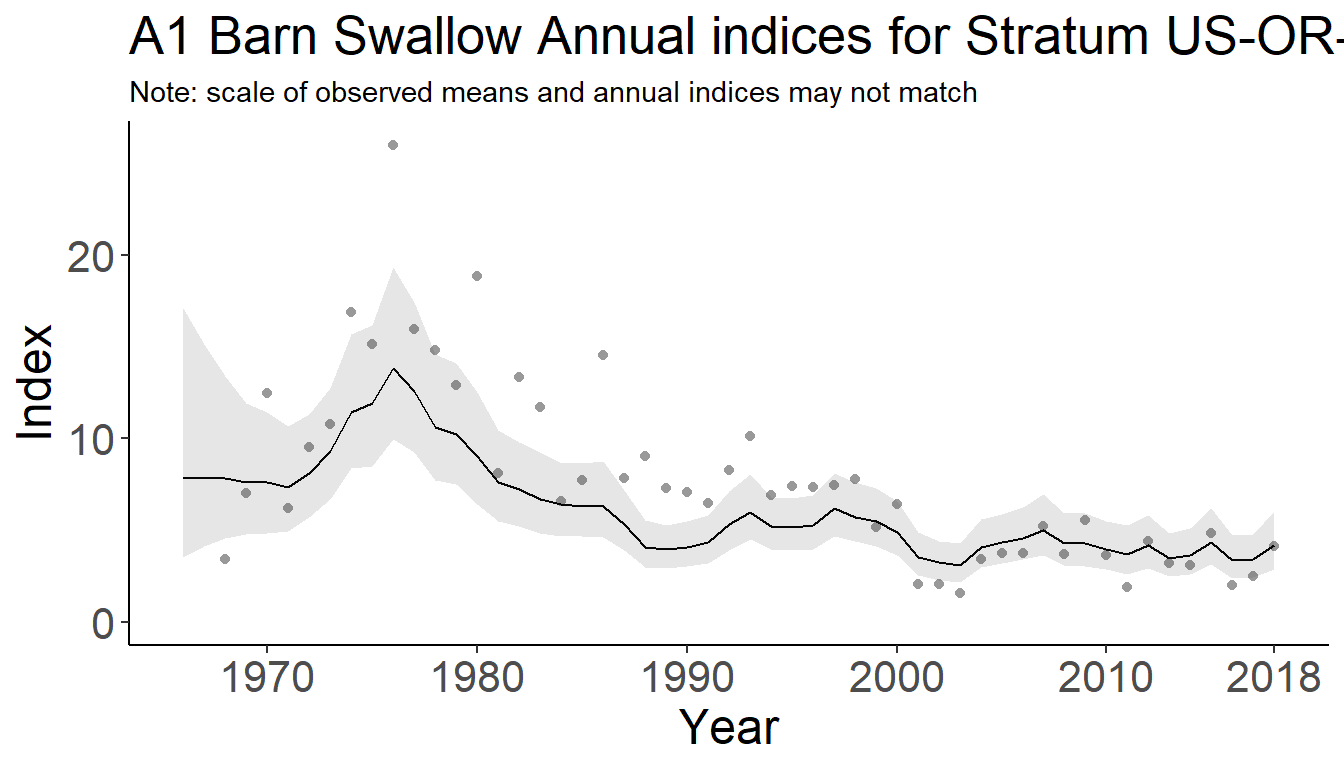 A1 Barn Swallow Annual indices for Stratum US-OR-
Note: scale of observed means and annual indices may not match
Index
20
10
0
1970 1980 1990 2000 2010 2018
Year